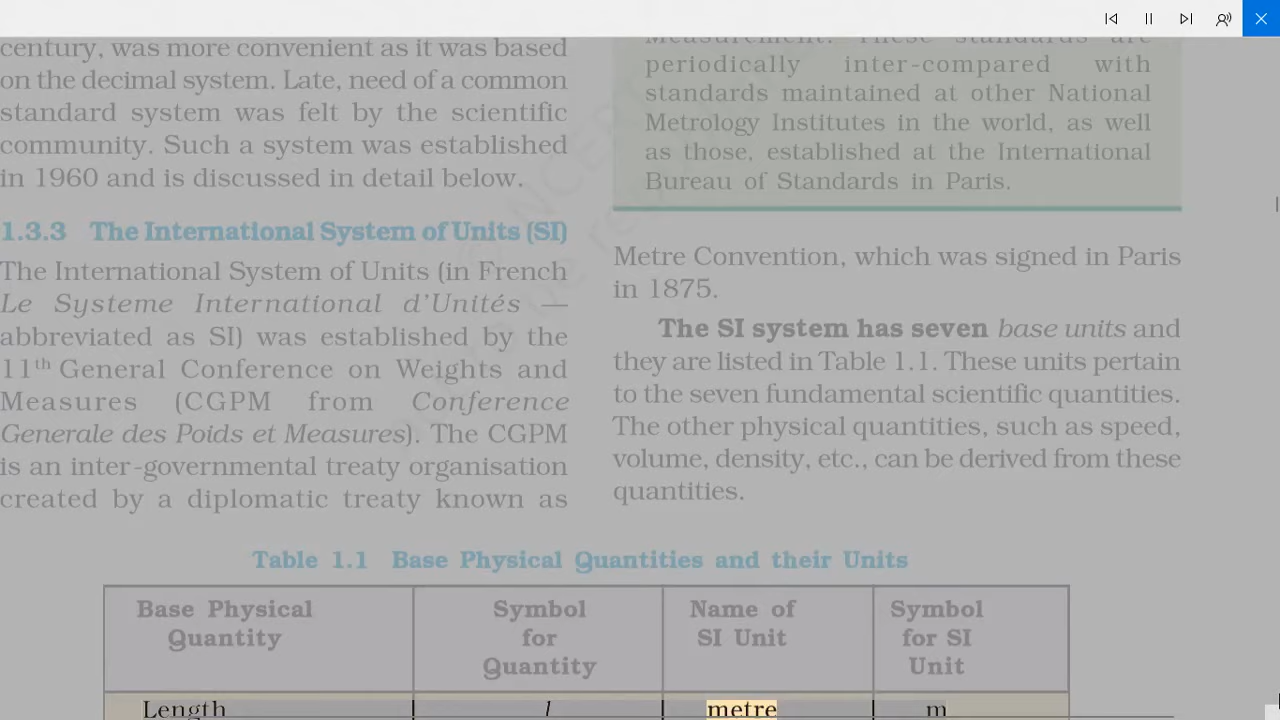 century, was more convenient as it was based
on the decimal system. Late, need of a common
standard system was felt by the scientific
community. Such a system was established
in 1960 and is discussed in detail below.
1.3.3 The International System of Units (SI)
The International System of Units (in French
Le Systeme International d'Unités —
abbreviated as SI) was established by the
11th General Conference on Weights and
Measures (CGPM from Conference
Generale des Poids et Measures). The CGPM
is an inter-governmental treaty organisation
created by a diplomatic treaty known as
Measurement. These standards are
periodically inter-compared with
standards maintained at other National
Metrology Institutes in the world, as well
as those, established at the International
Bureau of Standards in Paris.
Metre Convention, which was signed in Paris
in 1875.
The SI system has seven base units and
they are listed in Table 1.1. These units pertain
to the seven fundamental scientific quantities.
The other physical quantities, such as speed,
volume, density, etc., can be derived from these
quantities.
Table 1.1 Base Physical Quantities and their Units
Base Physical Quantity
Symbol for Quantity
Name of SI Unit
Symbol for SI Unit
Length l metre m